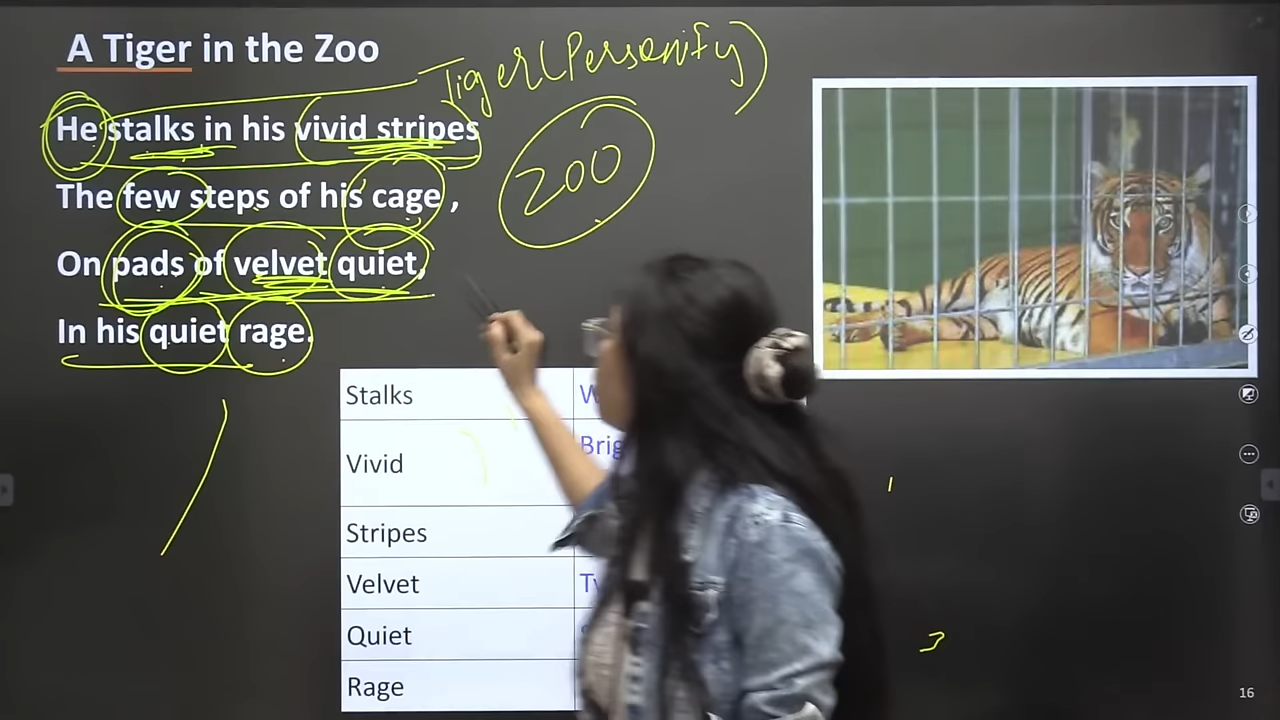 A Tiger in the Zoo
Tiger (Personify)
He stalks in his vivid stripes
The few steps of his cage ,
ZOO
On pads of velvet quiet,
In his quiet rage.
Stalks
Vivid
Stripes
Velvet
Quiet
Rage
3
16